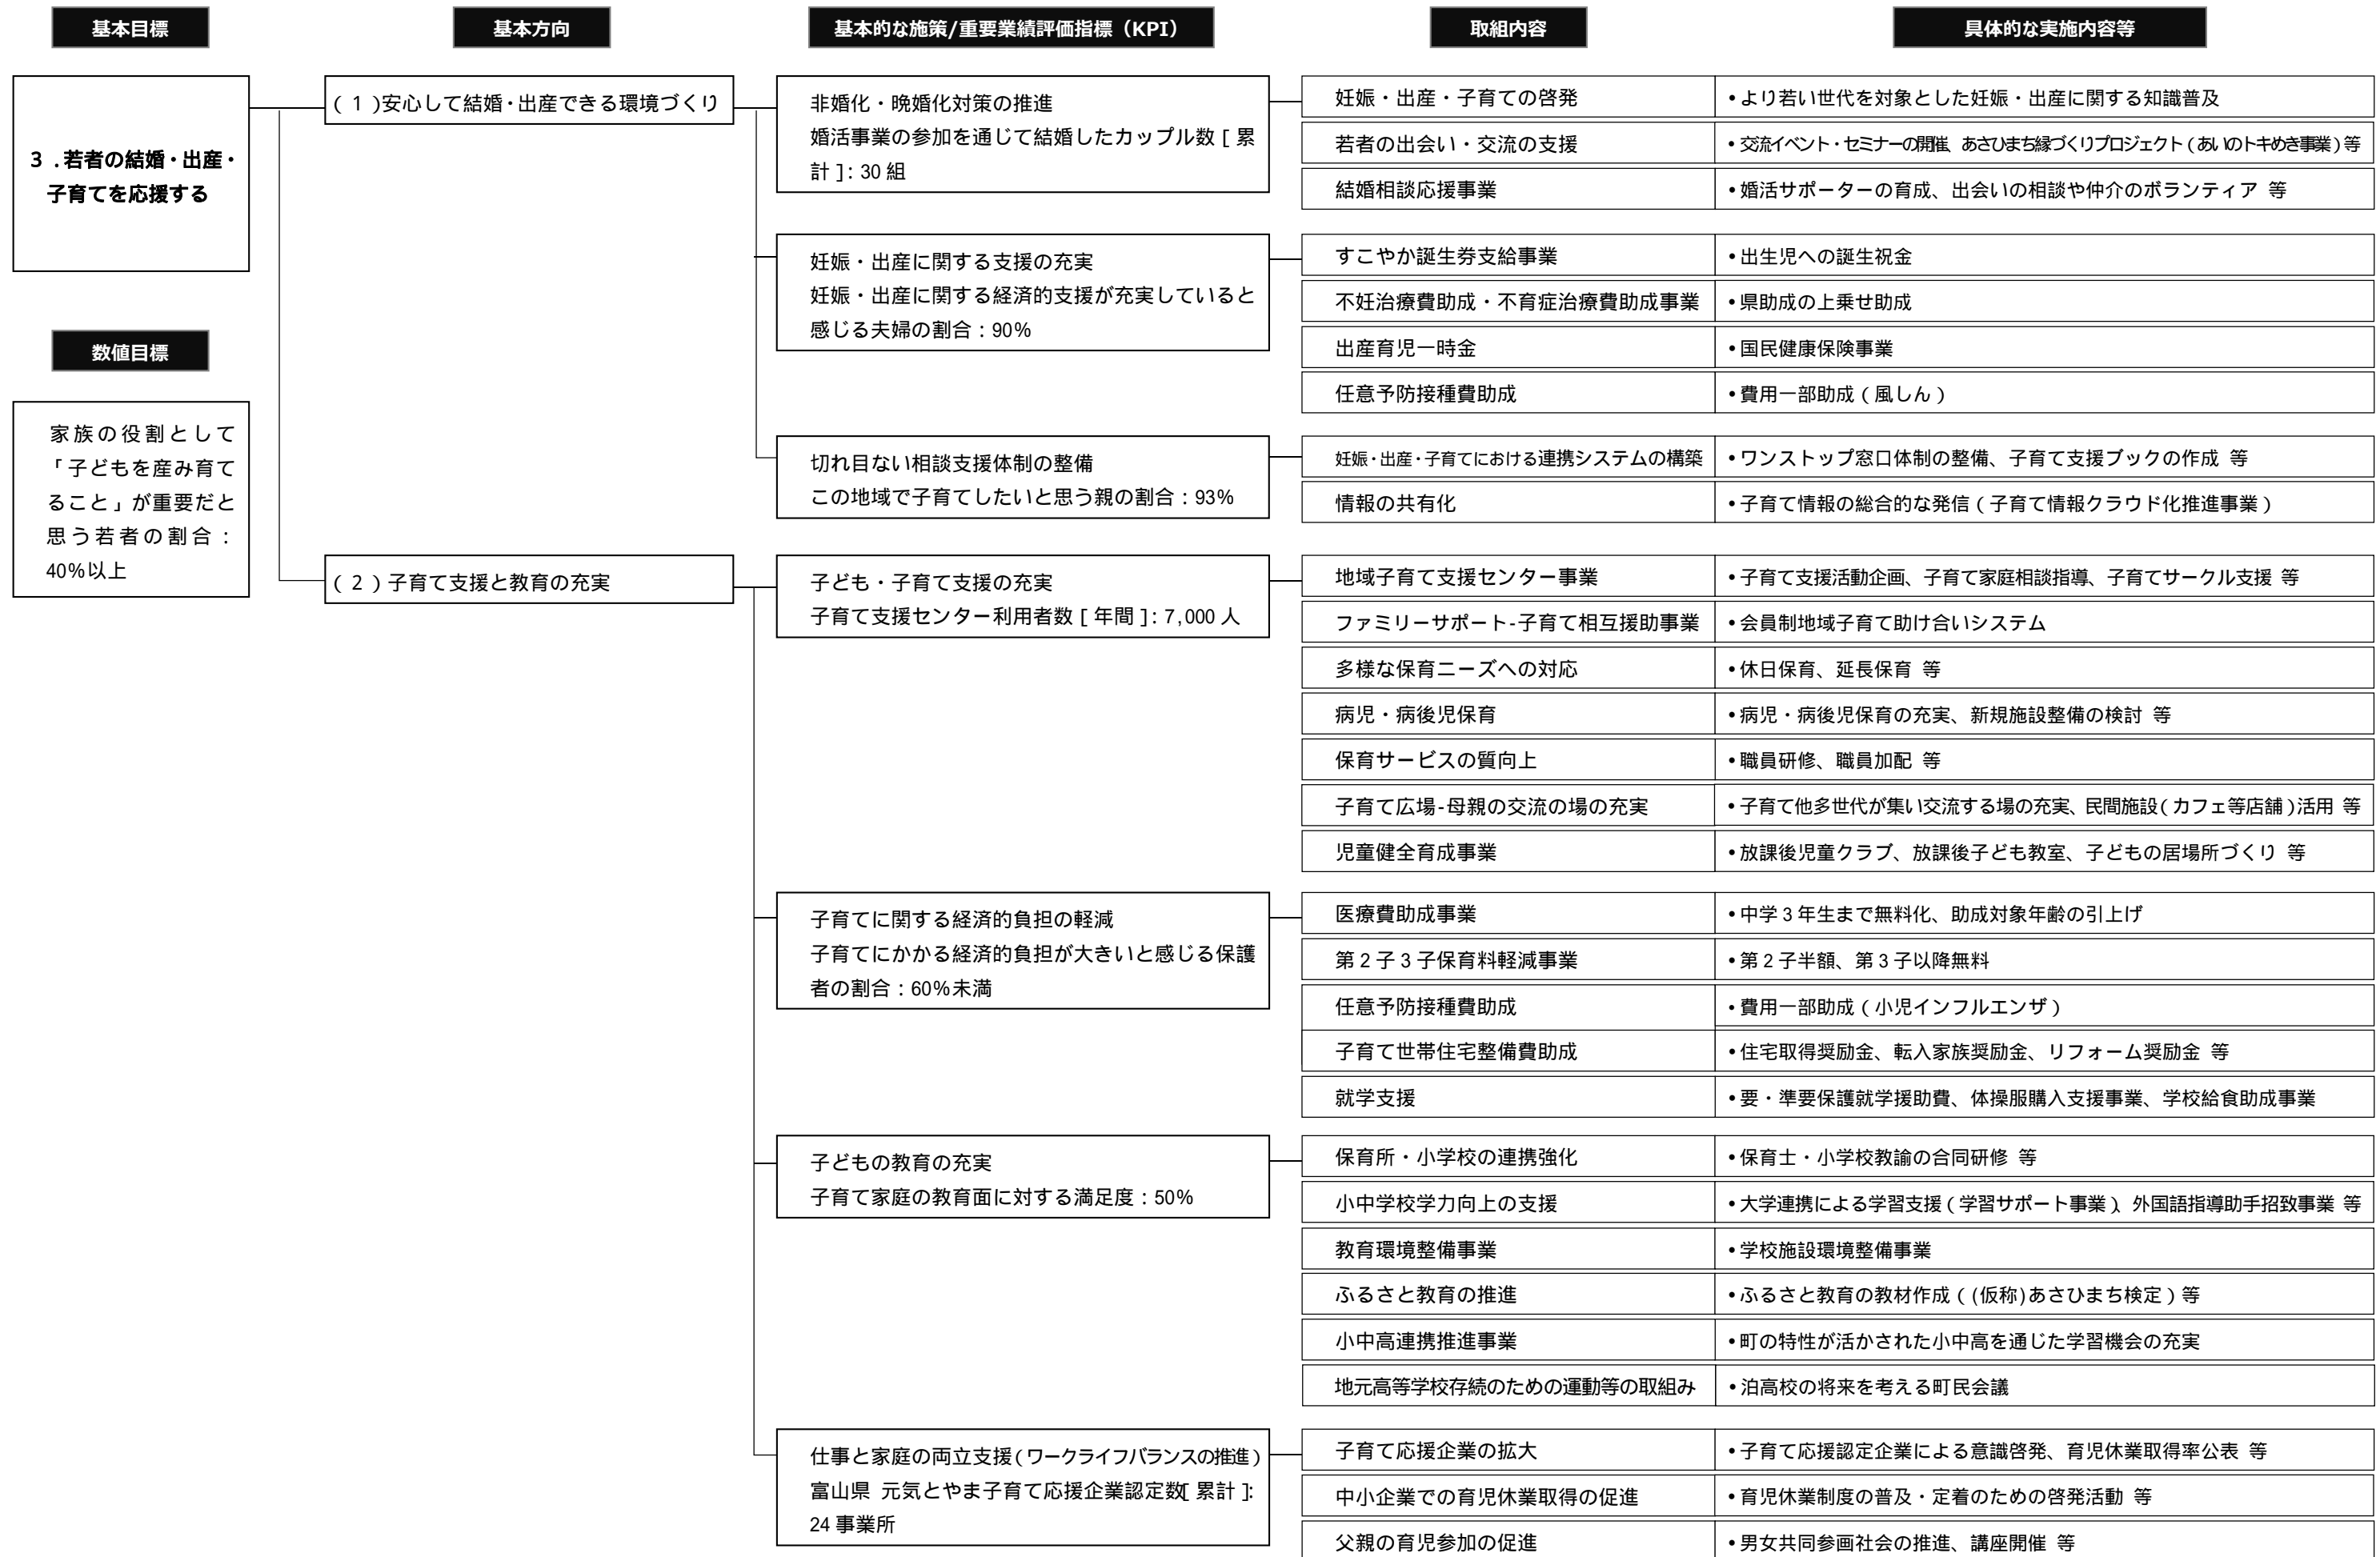 基本目標
基本方向
基本的な施策/重要業績評価指標（KPI）
取組内容
具体的な実施内容等
３．若者の結婚・出産・
子育てを応援する
数値目標
家族の役割として
「子どもを産み育て
ること」が重要だと
思う若者の割合：
40％以上
（１）安心して結婚・出産できる環境づくり
非婚化・晩婚化対策の推進
婚活事業の参加を通じて結婚したカップル数［累
計］：30組
妊娠・出産・子育ての啓発
•より若い世代を対象とした妊娠・出産に関する知識普及
若者の出会い・交流の支援
•交流イベント・セミナーの開催、あさひまち縁づくりプロジェクト（あいのトキめき事業）等
結婚相談応援事業
•婚活サポーターの育成、出会いの相談や仲介のボランティア 等
妊娠・出産に関する支援の充実
妊娠・出産に関する経済的支援が充実していると
感じる夫婦の割合：90％
すこやか誕生券支給事業
•出生児への誕生祝金
不妊治療費助成・不育症治療費助成事業
•県助成の上乗せ助成
出産育児一時金
•国民健康保険事業
任意予防接種費助成
•費用一部助成（風しん）
切れ目ない相談支援体制の整備
この地域で子育てしたいと思う親の割合：93％
妊娠・出産・子育てにおける連携システムの構築
•ワンストップ窓口体制の整備、子育て支援ブックの作成 等
情報の共有化
•子育て情報の総合的な発信（子育て情報クラウド化推進事業）
（２）子育て支援と教育の充実
子ども・子育て支援の充実
子育て支援センター利用者数［年間］：7,000人
地域子育て支援センター事業
•子育て支援活動企画、子育て家庭相談指導、子育てサークル支援 等
ファミリーサポート-子育て相互援助事業
•会員制地域子育て助け合いシステム
多様な保育ニーズへの対応
•休日保育、延長保育 等
病児・病後児保育
•病児・病後児保育の充実、新規施設整備の検討 等
保育サービスの質向上
•職員研修、職員加配 等
子育て広場-母親の交流の場の充実
•子育て他多世代が集い交流する場の充実、民間施設（カフェ等店舗）活用 等
児童健全育成事業
•放課後児童クラブ、放課後子ども教室、子どもの居場所づくり 等
子育てに関する経済的負担の軽減
子育てにかかる経済的負担が大きいと感じる保護
者の割合：60％未満
医療費助成事業
•中学３年生まで無料化、助成対象年齢の引上げ
第２子３子保育料軽減事業
•第２子半額、第３子以降無料
任意予防接種費助成
•費用一部助成（小児インフルエンザ）
子育て世帯住宅整備費助成
•住宅取得奨励金、転入家族奨励金、リフォーム奨励金 等
就学支援
•要・準要保護就学援助費、体操服購入支援事業、学校給食助成事業
子どもの教育の充実
子育て家庭の教育面に対する満足度：50％
保育所・小学校の連携強化
•保育士・小学校教諭の合同研修 等
小中学校学力向上の支援
•大学連携による学習支援（学習サポート事業）、外国語指導助手招致事業 等
教育環境整備事業
•学校施設環境整備事業
ふるさと教育の推進
•ふるさと教育の教材作成（(仮称)あさひまち検定）等
小中高連携推進事業
•町の特性が活かされた小中高を通じた学習機会の充実
地元高等学校存続のための運動等の取組み
•泊高校の将来を考える町民会議
仕事と家庭の両立支援（ワークライフバランスの推進）
富山県 元気とやま子育て応援企業認定数［累計］：
24事業所
子育て応援企業の拡大
•子育て応援認定企業による意識啓発、育児休業取得率公表 等
中小企業での育児休業取得の促進
•育児休業制度の普及・定着のための啓発活動 等
父親の育児参加の促進
•男女共同参画社会の推進、講座開催 等